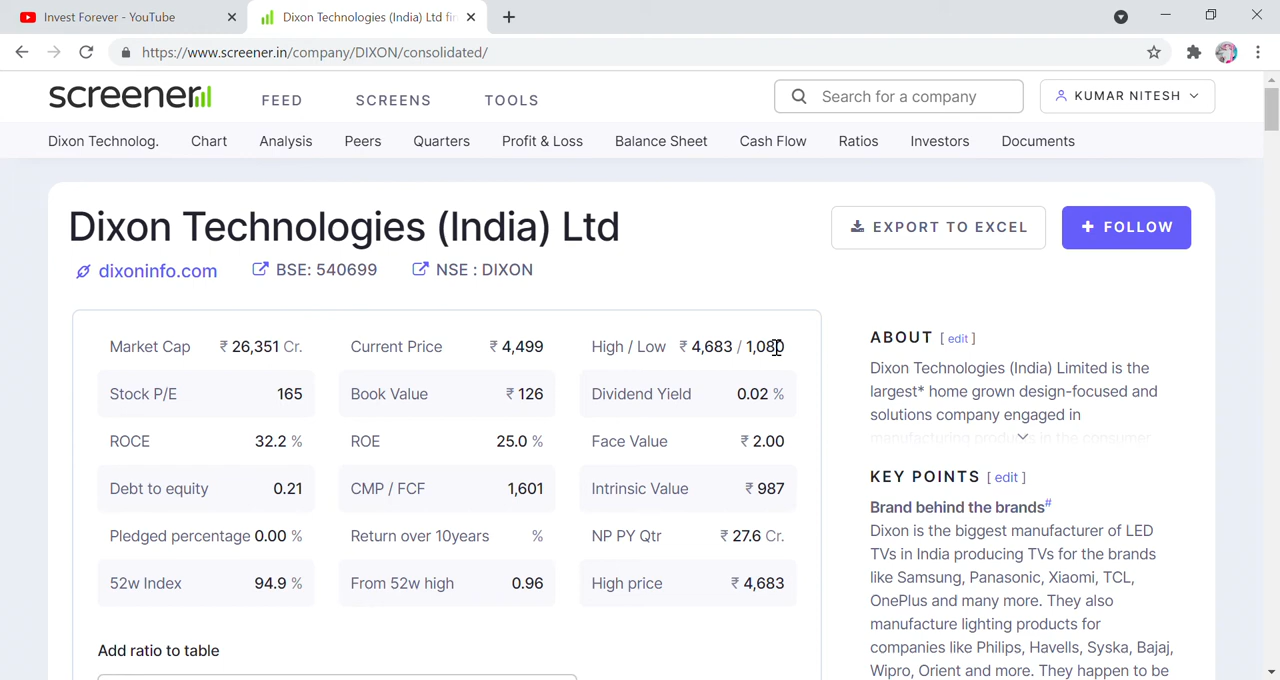 Invest Forever - YouTube
Dixon Technologies (India) Ltd fin
https://www.screener.in/company/DIXON/consolidated/
screener
FEED
SCREENS
TOOLS
Search for a company
KUMAR NITESH
Dixon Technolog.
Chart
Analysis
Peers
Quarters
Profit & Loss
Balance Sheet
Cash Flow
Ratios
Investors
Documents
Dixon Technologies (India) Ltd
EXPORT TO EXCEL
+ FOLLOW
dixoninfo.com
BSE: 540699
NSE : DIXON
Market Cap ₹ 26,351 Cr.
Current Price ₹ 4,499
High / Low ₹ 4,683 / 1,080
Stock P/E 165
Book Value ₹ 126
Dividend Yield 0.02 %
ROCE 32.2 %
ROE 25.0 %
Face Value ₹ 2.00
Debt to equity 0.21
CMP / FCF 1,601
Intrinsic Value ₹ 987
Pledged percentage 0.00 %
Return over 10years %
NP PY Qtr ₹ 27.6 Cr.
52w Index 94.9 %
From 52w high 0.96
High price ₹ 4,683
Add ratio to table
ABOUT [ edit ]
Dixon Technologies (India) Limited is the
largest* home grown design-focused and
solutions company engaged in
manufacturing products in the consumer
KEY POINTS [ edit ]
Brand behind the brands#
Dixon is the biggest manufacturer of LED
TVs in India producing TVs for the brands
like Samsung, Panasonic, Xiaomi, TCL,
OnePlus and many more. They also
manufacture lighting products for
companies like Philips, Havells, Syska, Bajaj,
Wipro, Orient and more. They happen to be